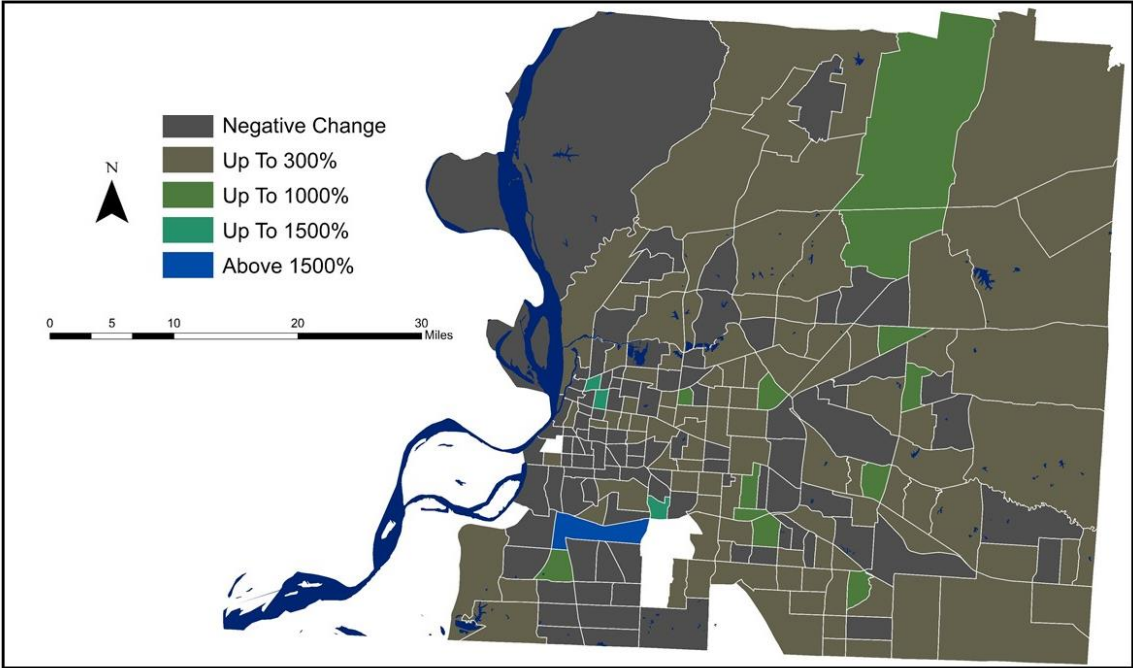 N
Negative Change
Up To 300%
Up To 1000%
Up To 1500%
Above 1500%
0 5 10 20 30
Miles